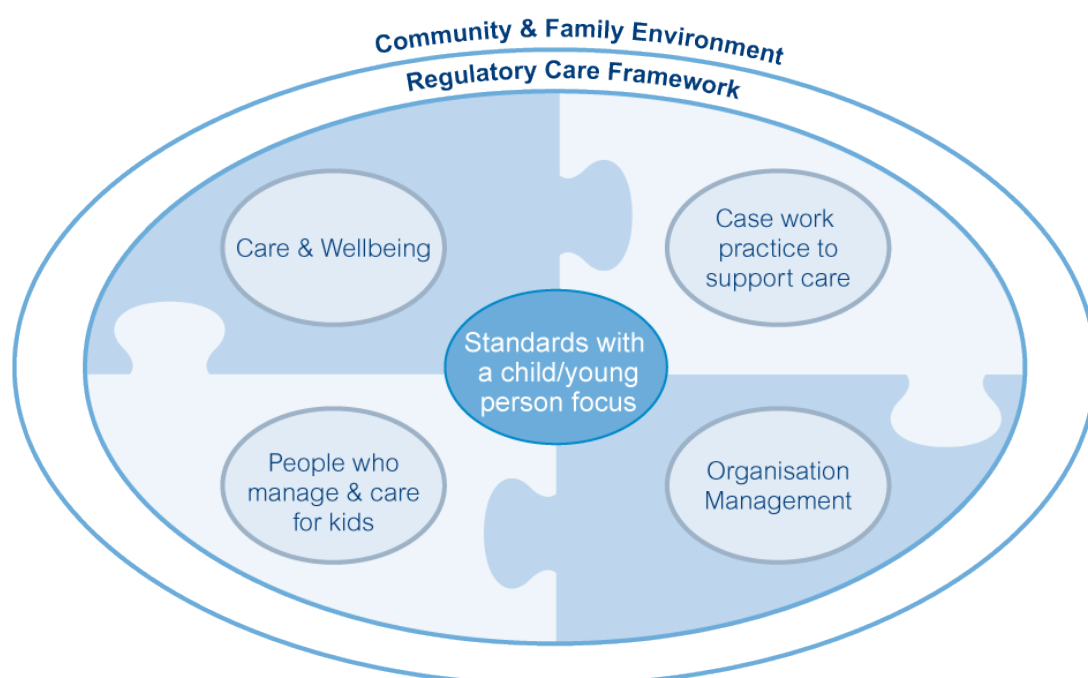 Community & Family Environment
Regulatory Care Framework
Care & Wellbeing
Case work
practice to
support care
Standards with
a child/young
person focus
People who
manage & care
for kids
Organisation
Management